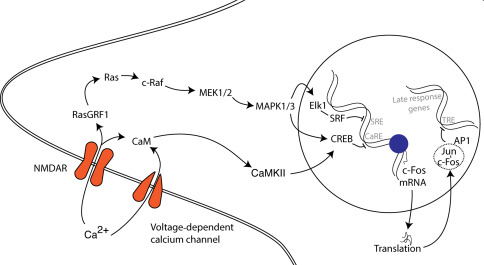 Ras
c-Raf
MEK1/2
MAPK1/3
RasGRF1
Elk1
SRF
SRE
CREB
CaRE
Late response
genes
TRE
AP1
Jun
c-Fos
c-Fos
mRNA
Translation
CaM
CaMKII
NMDAR
Ca2+
Voltage-dependent
calcium channel